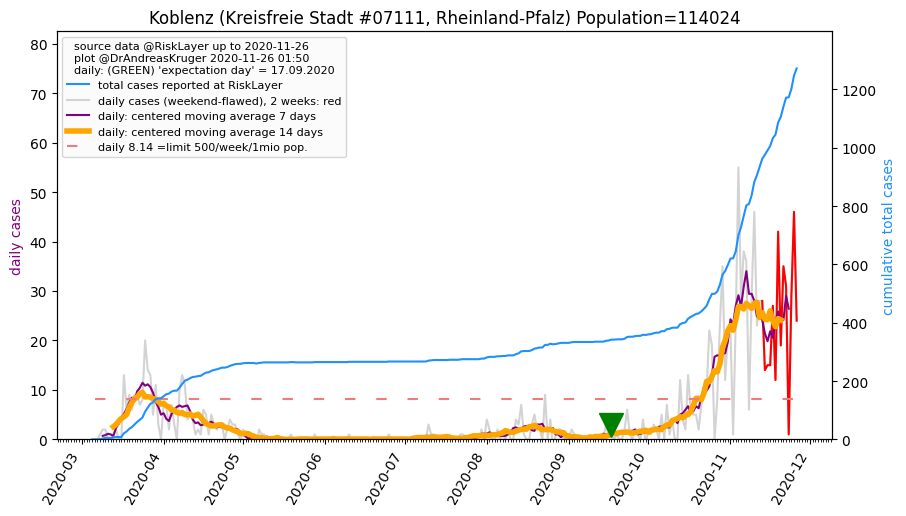 Koblenz (Kreisfreie Stadt #07111, Rheinland-Pfalz) Population=114024
source data @RiskLayer up to 2020-11-26
plot @DrAndreasKruger 2020-11-26 01:50
daily: (GREEN) 'expectation day' = 17.09.2020
total cases reported at RiskLayer
daily cases (weekend-flawed), 2 weeks: red
daily: centered moving average 7 days
daily: centered moving average 14 days
daily 8.14 =limit 500/week/1mio pop.
daily cases
80
70
60
50
40
30
20
10
0
cumulative total cases
1200
1000
800
600
400
200
0
2020-03
2020-04
2020-05
2020-06
2020-07
2020-08
2020-09
2020-10
2020-11
2020-12